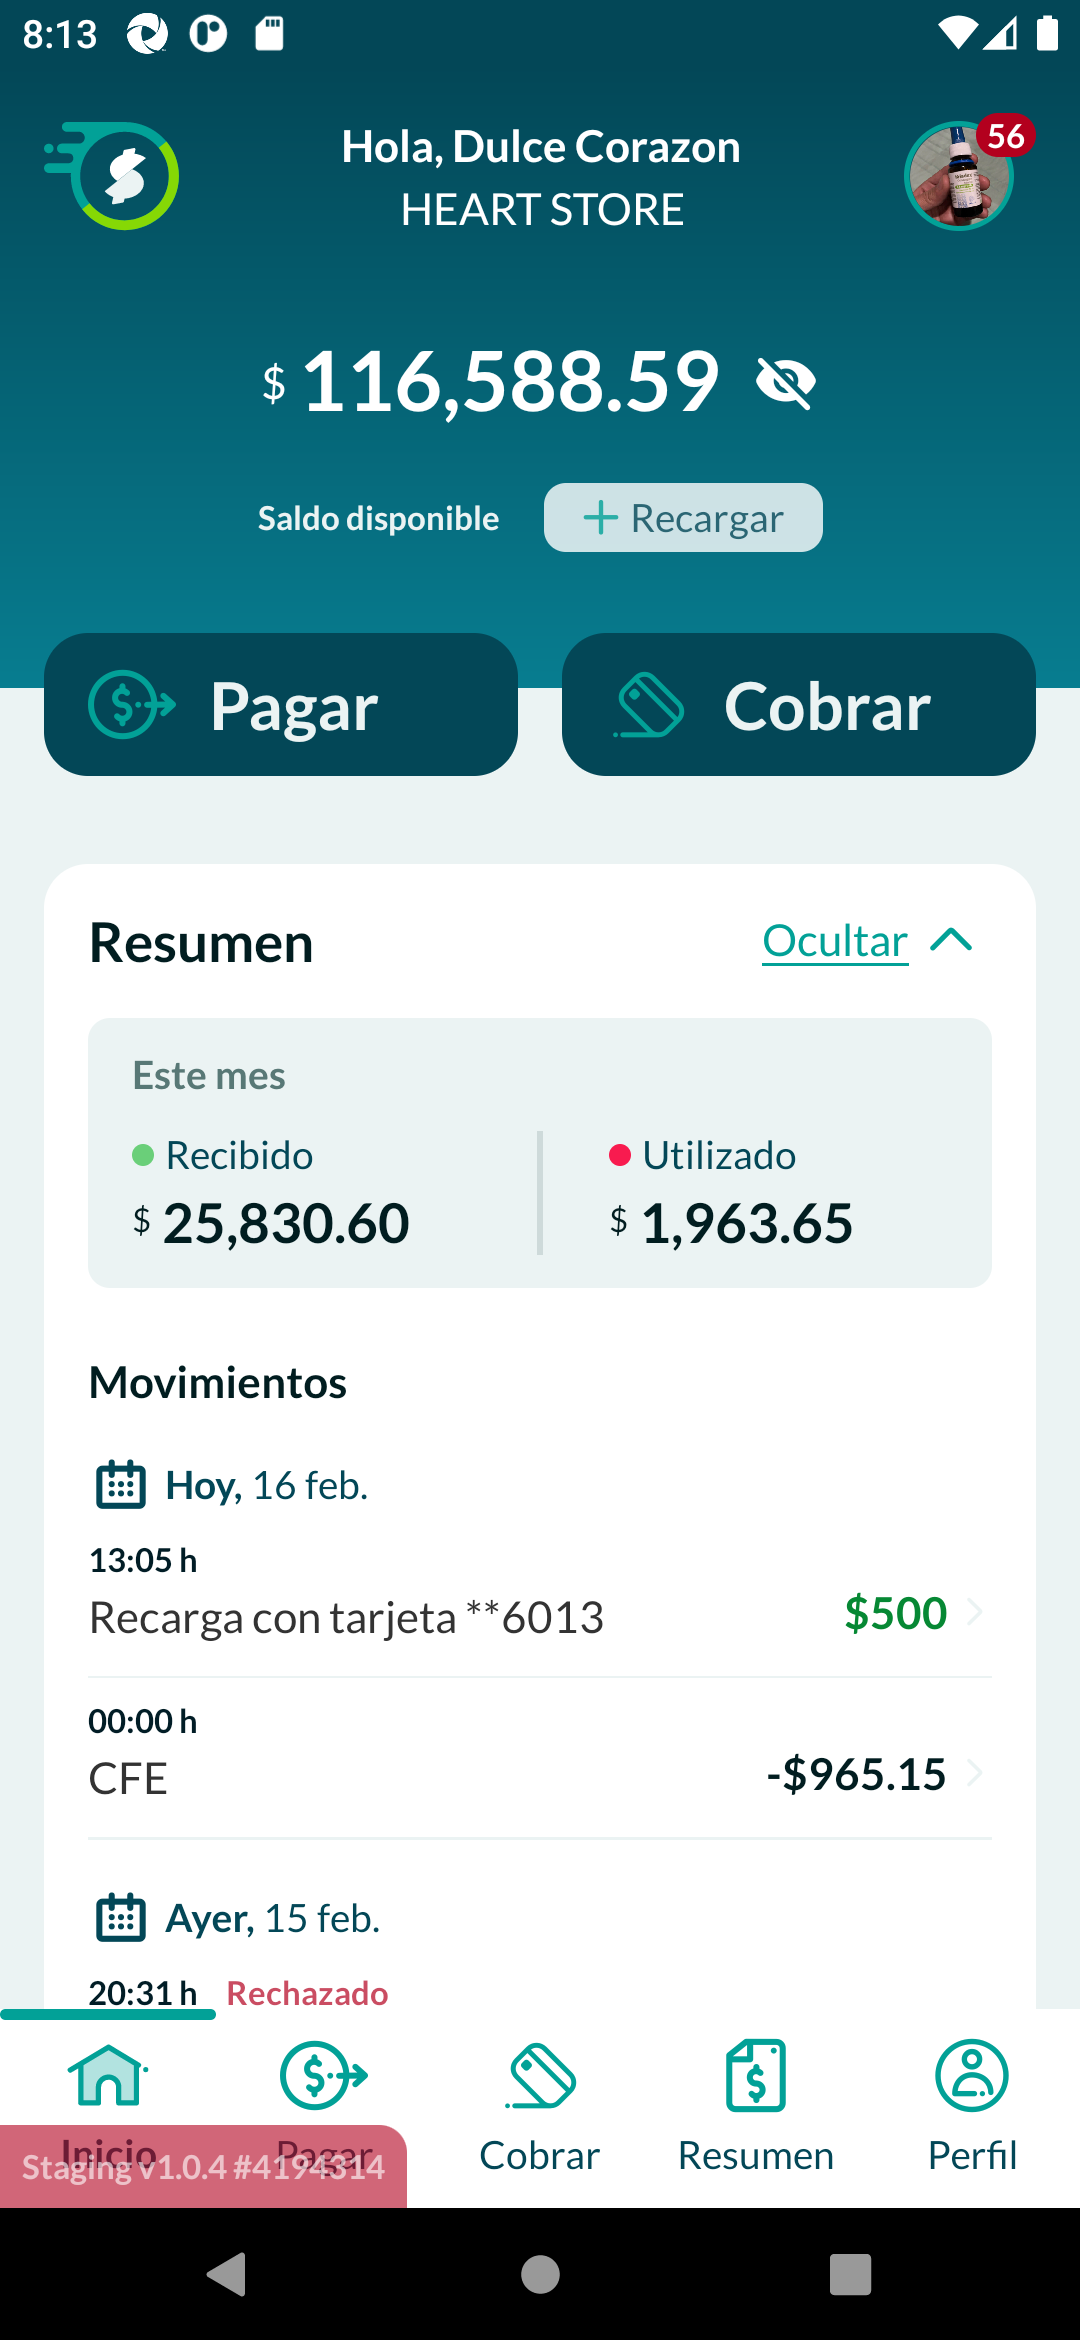 8:13
Hola, Dulce Corazon
56
HEART STORE
$ 116,588.59
Saldo disponible
Recargar
Pagar
Cobrar
Resumen
Ocultar
Este mes
Recibido
Utilizado
$ 25,830.60
$ 1,963.65
Movimientos
Hoy, 16 feb.
13:05 h
Recarga con tarjeta **6013
$500
00:00 h
CFE
-$965.15
Ayer, 15 feb.
20:31 h Rechazado
Inicio
Pagar
Cobrar
Resumen
Perfil
Staging v1.0.4 #4194314